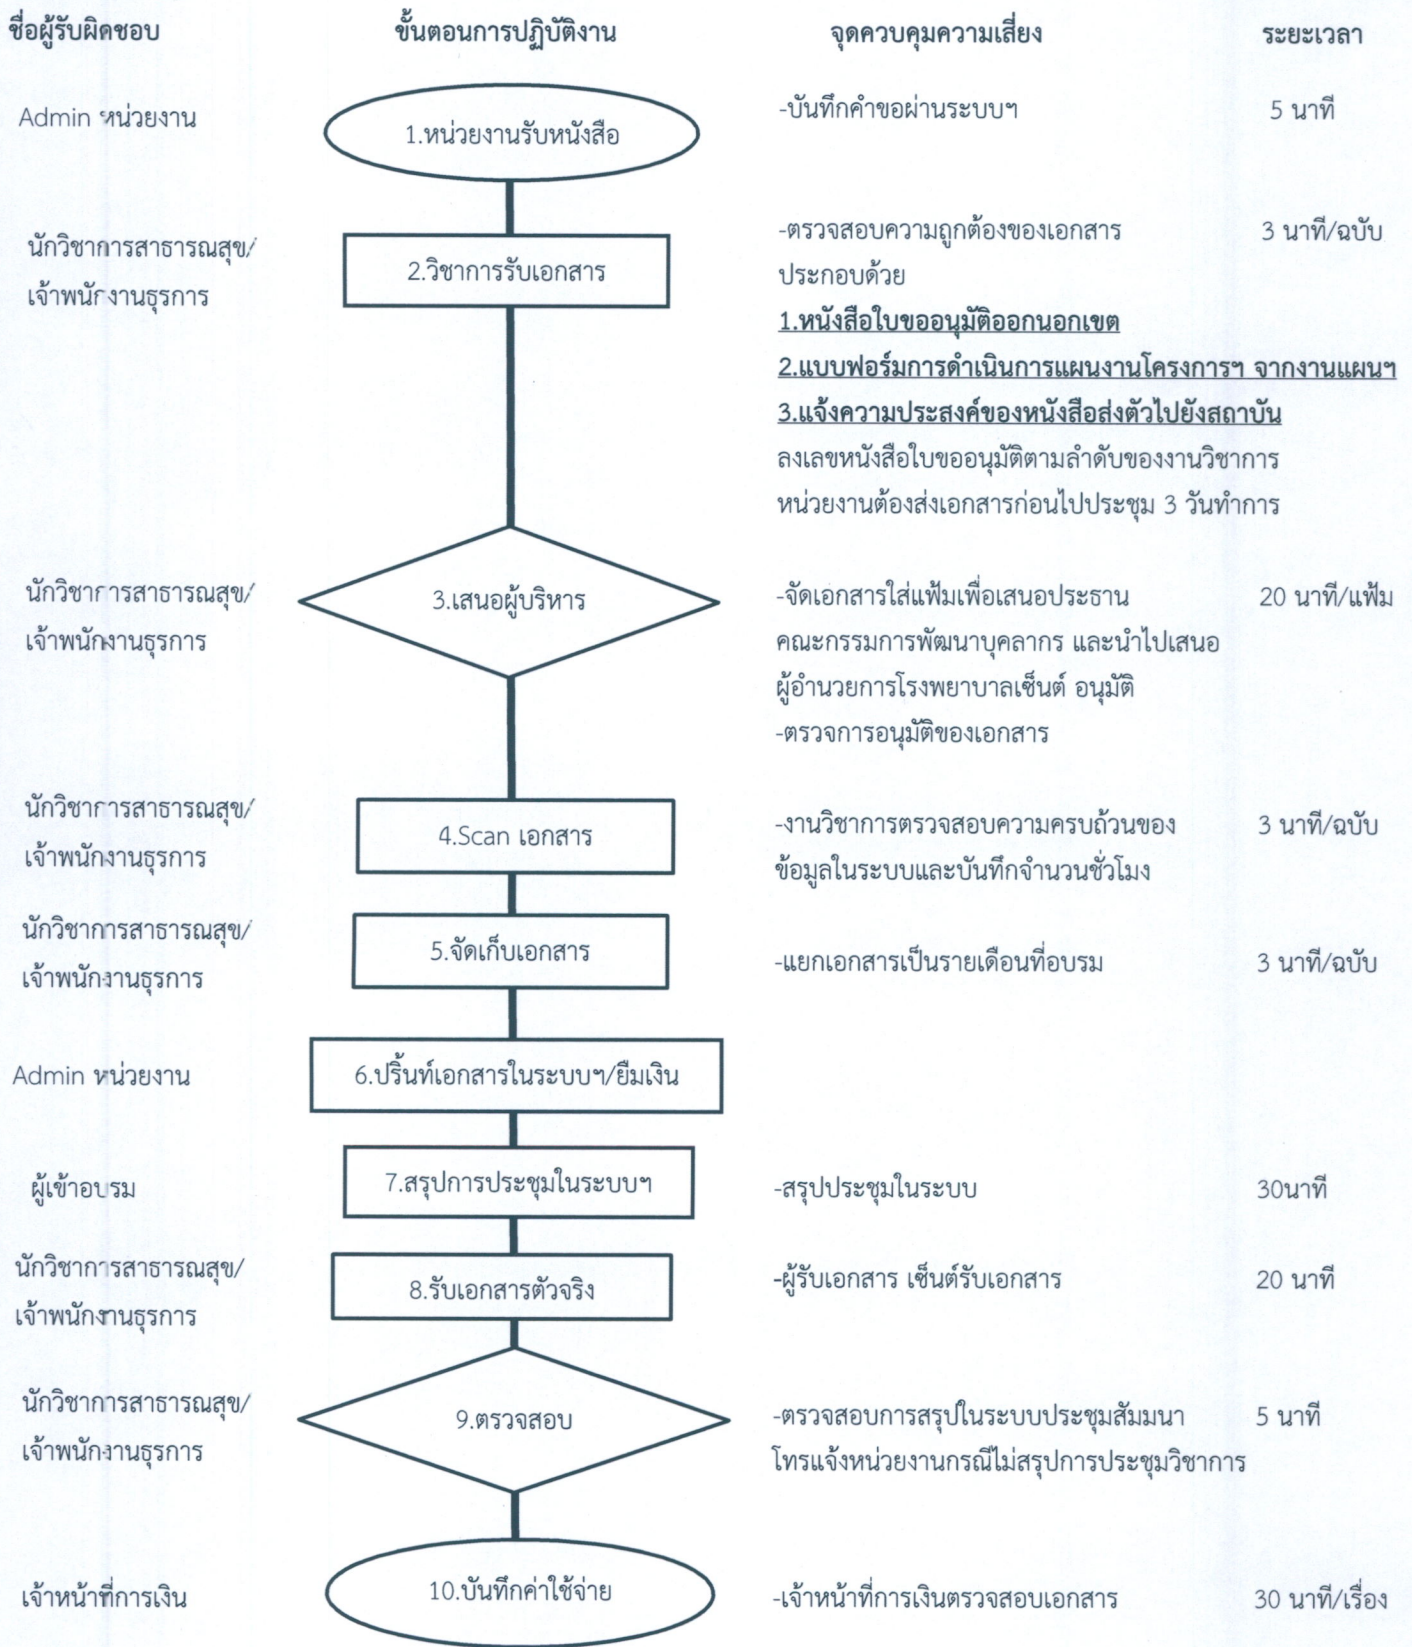 ชื่อผู้รับผิดชอบ ขั้นตอนการปฏิบัติงาน จุดควบคุมความเสี่ยง ระยะเวลา
Admin หน่วยงาน 1.หน่วยงานรับหนังสือ -บันทึกคำขอผ่านระบบฯ 5 นาที
นักวิชาการสาธารณสุข/
เจ้าพนักงานธุรการ
2.วิชาการรับเอกสาร
-ตรวจสอบความถูกต้องของเอกสาร
ประกอบด้วย
1.หนังสือใบขออนุมัติออกนอกเขต
2.แบบฟอร์มการดำเนินการแผนงานโครงการฯ จากงานแผนฯ
3.แจ้งความประสงค์ของหนังสือส่งตัวไปยังสถาบัน
ลงเลขหนังสือใบขออนุมัติตามลำดับของงานวิชาการ
หน่วยงานต้องส่งเอกสารก่อนไปประชุม 3 วันทำการ
3 นาที/ฉบับ
นักวิชาการสาธารณสุข/
เจ้าพนักงานธุรการ
3.เสนอผู้บริหาร
-จัดเอกสารใส่แฟ้มเพื่อเสนอประธาน
คณะกรรมการพัฒนาบุคลากร และนำไปเสนอ
ผู้อำนวยการโรงพยาบาลเซ็นต์ อนุมัติ
-ตรวจการอนุมัติของเอกสาร
20 นาที/แฟ้ม
นักวิชาการสาธารณสุข/
เจ้าพนักงานธุรการ
4.Scan เอกสาร
-งานวิชาการตรวจสอบความครบถ้วนของ
ข้อมูลในระบบและบันทึกจำนวนชั่วโมง
3 นาที/ฉบับ
นักวิชาการสาธารณสุข/
เจ้าพนักงานธุรการ
5.จัดเก็บเอกสาร
-แยกเอกสารเป็นรายเดือนที่อบรม
3 นาที/ฉบับ
Admin หน่วยงาน 6.ปริ้นท์เอกสารในระบบฯ/ยืมเงิน
ผู้เข้าอบรม 7.สรุปการประชุมในระบบฯ -สรุปประชุมในระบบ 30นาที
นักวิชาการสาธารณสุข/
เจ้าพนักงานธุรการ
8.รับเอกสารตัวจริง
-ผู้รับเอกสาร เซ็นต์รับเอกสาร
20 นาที
นักวิชาการสาธารณสุข/
เจ้าพนักงานธุรการ
9.ตรวจสอบ
-ตรวจสอบการสรุปในระบบประชุมสัมมนา
โทรแจ้งหน่วยงานกรณีไม่สรุปการประชุมวิชาการ
5 นาที
เจ้าหน้าที่การเงิน 10.บันทึกค่าใช้จ่าย -เจ้าหน้าที่การเงินตรวจสอบเอกสาร 30 นาที/เรื่อง